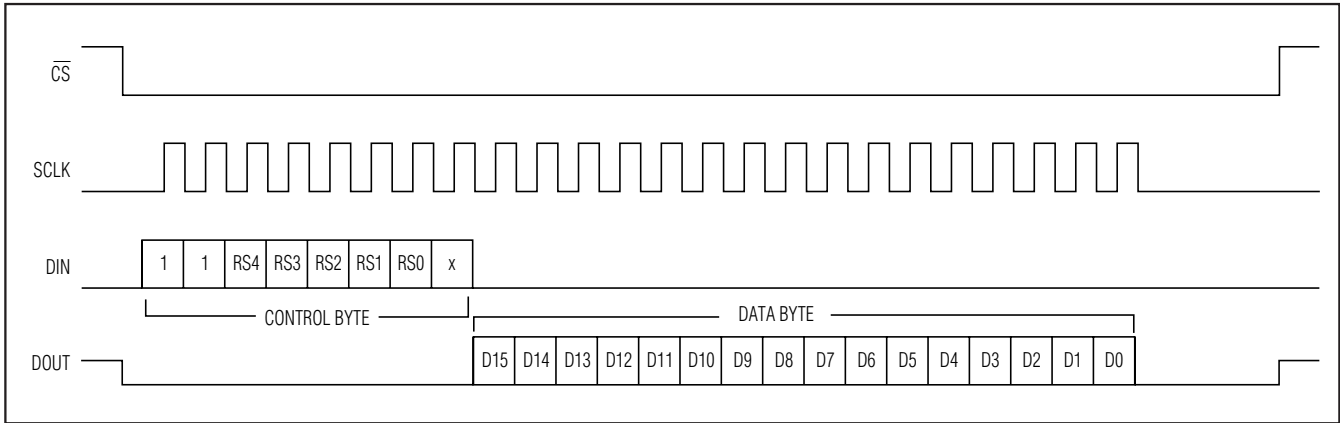 C̅S̅
SCLK
DIN 1 1 RS4 RS3 RS2 RS1 RS0 x
CONTROL BYTE DATA BYTE
DOUT D15 D14 D13 D12 D11 D10 D9 D8 D7 D6 D5 D4 D3 D2 D1 D0